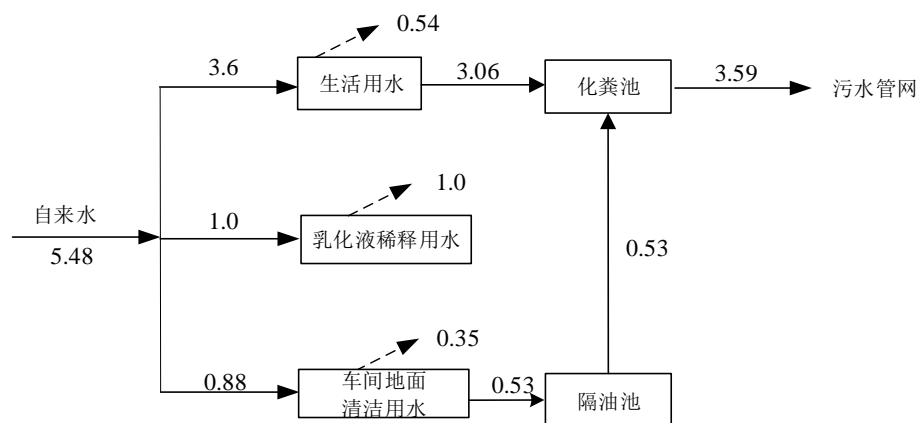 0.54
3.6
生活用水
3.06
化粪池
3.59
污水管网
1.0
自来水
5.48
1.0
乳化液稀释用水
0.53
0.35
0.88
车间地面
清洁用水
0.53
隔油池